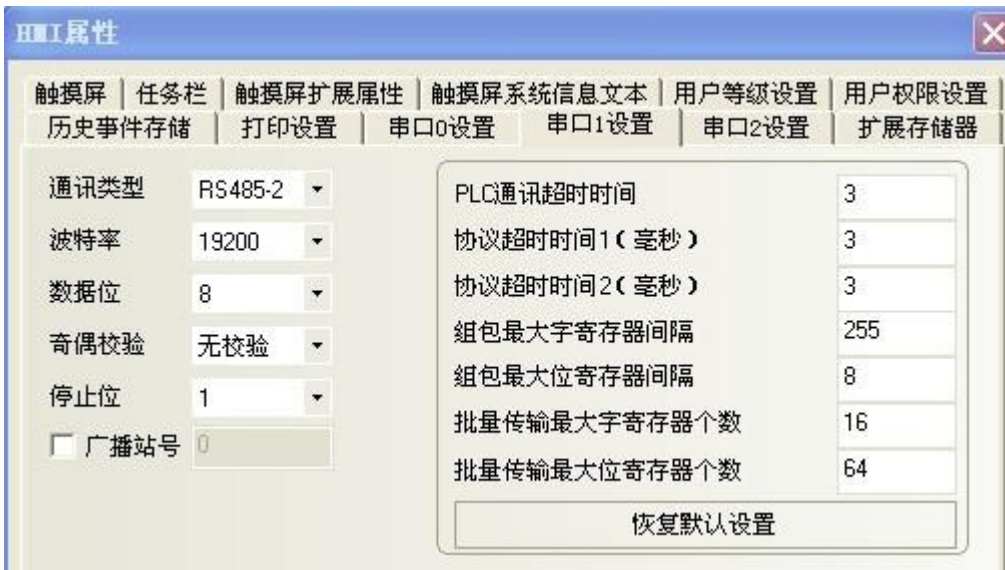 HMI属性
触摸屏 任务栏 触摸屏扩展属性 触摸屏系统信息文本 用户等级设置 用户权限设置
历史事件存储 打印设置 串口0设置 串口1设置 串口2设置 扩展存储器
通讯类型 RS485-2
波特率 19200
数据位 8
奇偶校验 无校验
停止位 1
广播站号 0
PLC通讯超时时间 3
协议超时时间1(毫秒) 3
协议超时时间2(毫秒) 3
组包最大字寄存器间隔 255
组包最大位寄存器间隔 8
批量传输最大字寄存器个数 16
批量传输最大位寄存器个数 64
恢复默认设置